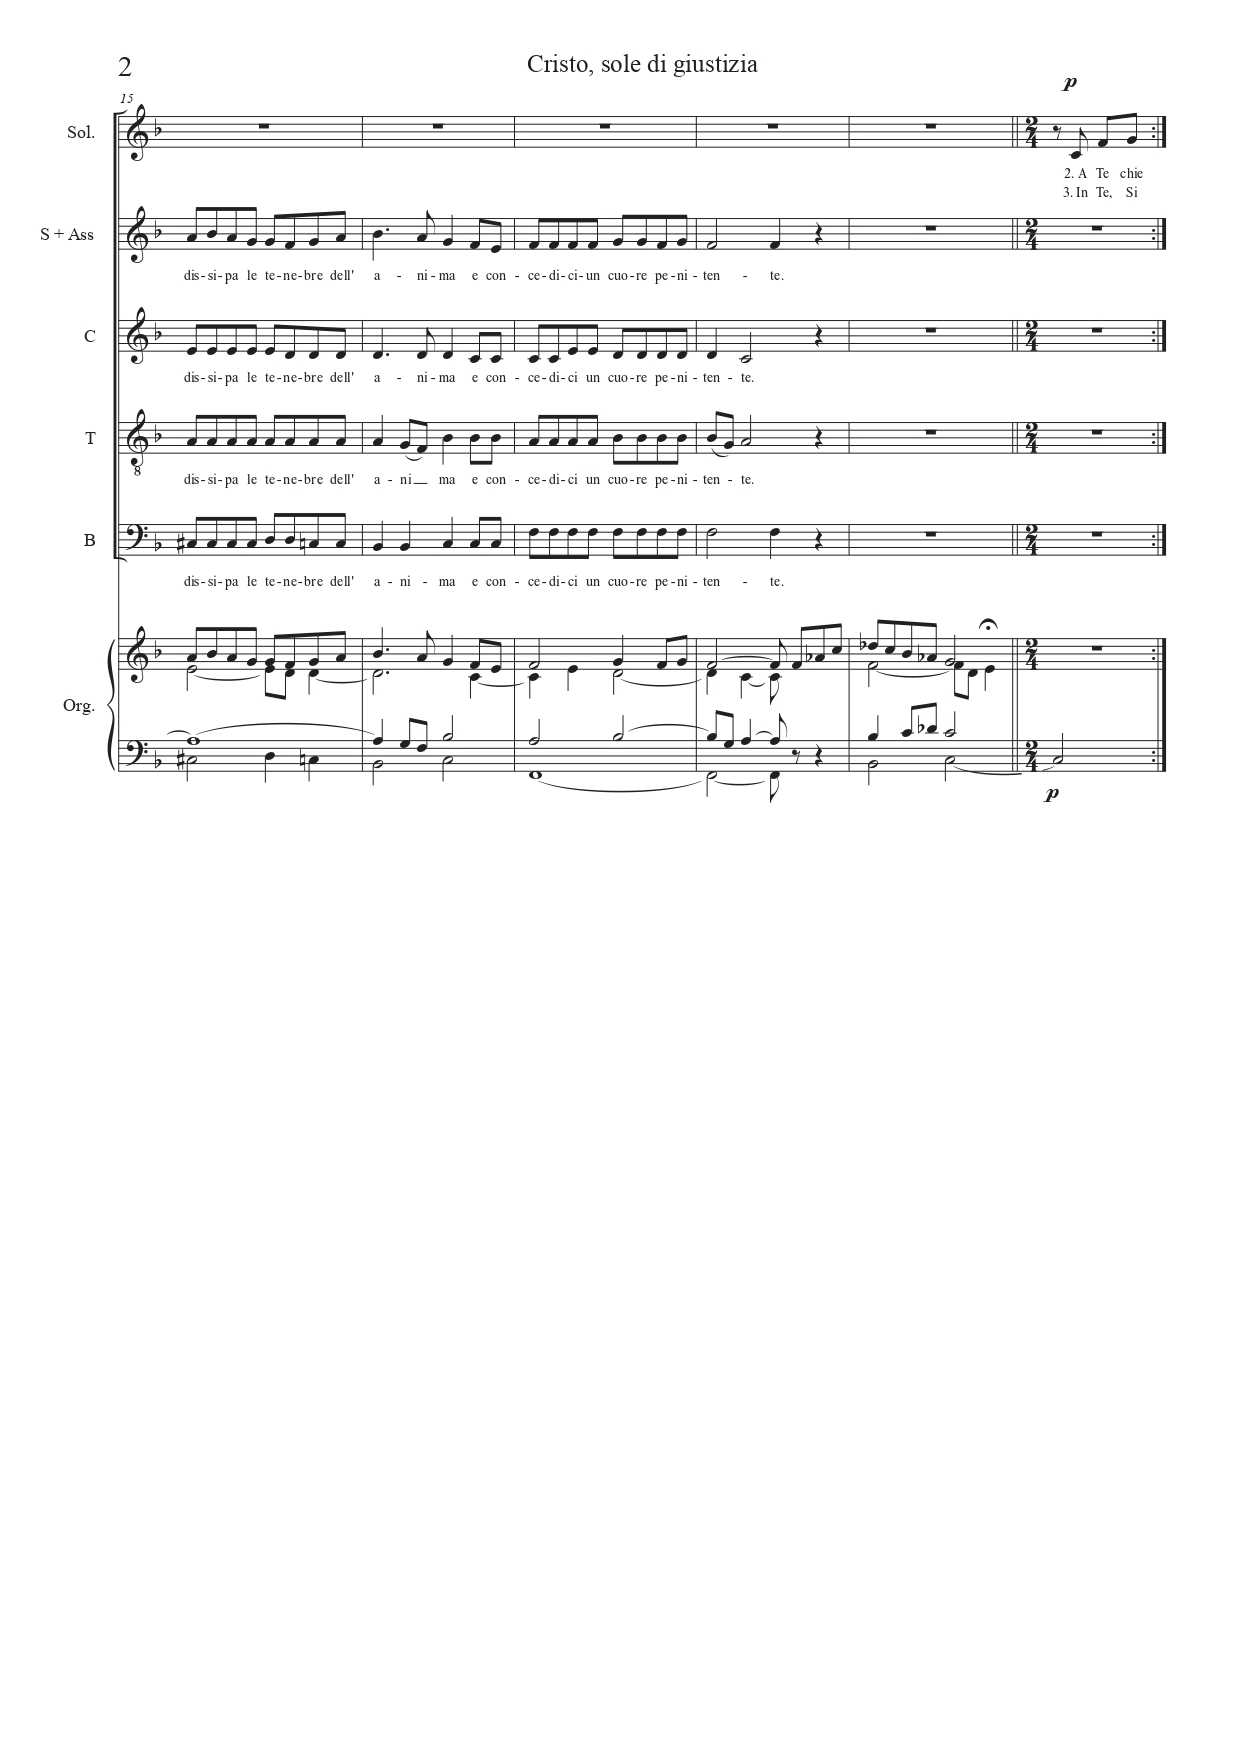 2
Cristo, sole di giustizia
p
15
Sol.
2. A Te chie
3. In Te, Si
S + Ass
dis - si - pa le te - ne - bre dell' a - ni - ma e con - ce - di - ci - un cuo - re pe - ni - ten - te.
C
dis - si - pa le te - ne - bre dell' a - ni - ma e con - ce - di - ci un cuo - re pe - ni - ten - te.
T
8
dis - si - pa le te - ne - bre dell' a - ni ma e con - ce - di - ci un cuo - re pe - ni - ten - te.
B
dis - si - pa le te - ne - bre dell' a - ni - ma e con - ce - di - ci un cuo - re pe - ni - ten - te.
Org.
p